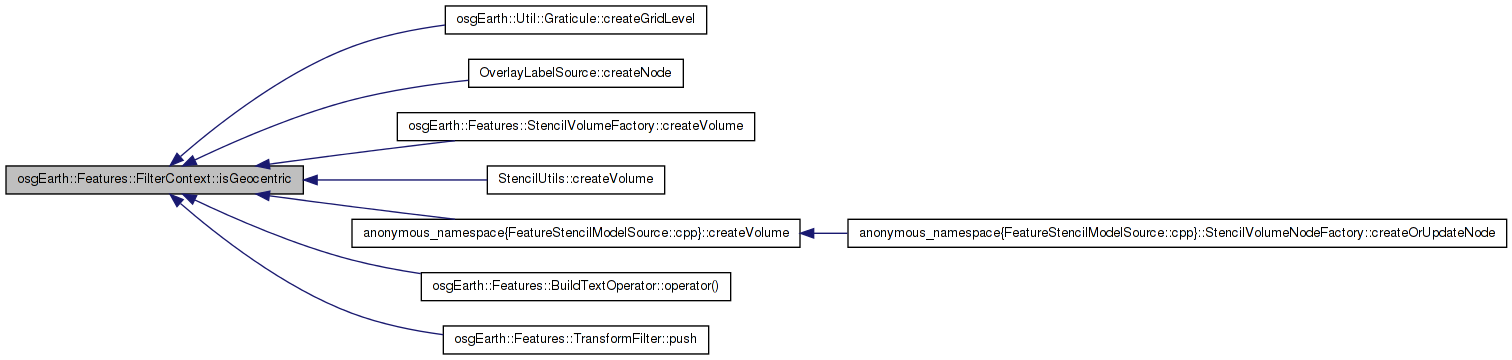 osgEarth::Util::Graticule::createGridLevel
OverlayLabelSource::createNode
osgEarth::Features::StencilVolumeFactory::createVolume
osgEarth::Features::FilterContext::isGeocentric
StencilUtils::createVolume
anonymous_namespace{FeatureStencilModelSource::cpp}::createVolume
anonymous_namespace{FeatureStencilModelSource::cpp}::StencilVolumeNodeFactory::createOrUpdateNode
osgEarth::Features::BuildTextOperator::operator()
osgEarth::Features::TransformFilter::push